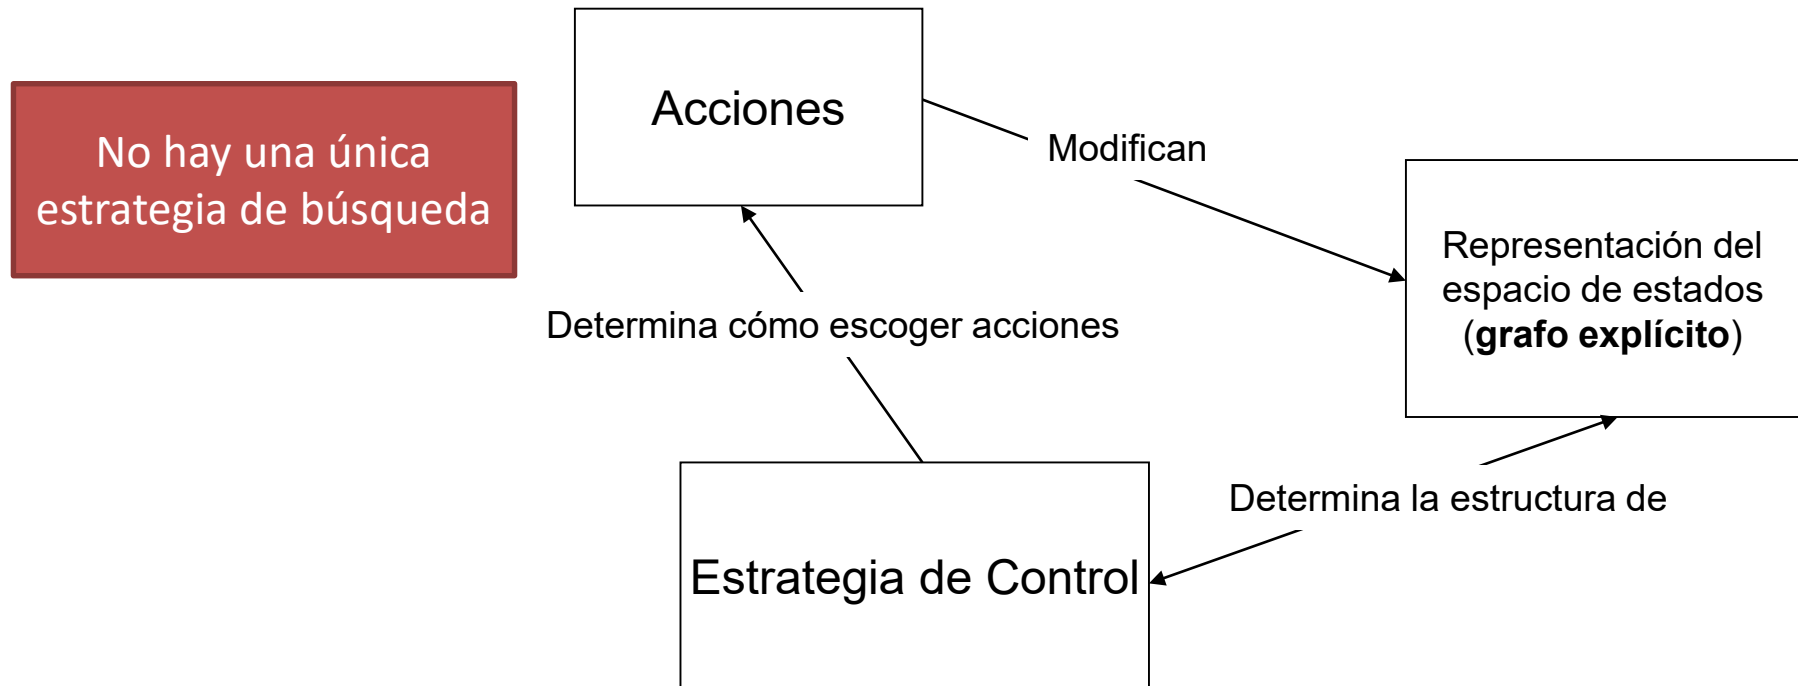 No hay una única
estrategia de búsqueda
Acciones
Modifican
Representación del
espacio de estados
(grafo explícito)
Determina cómo escoger acciones
Determina la estructura de
Estrategia de Control